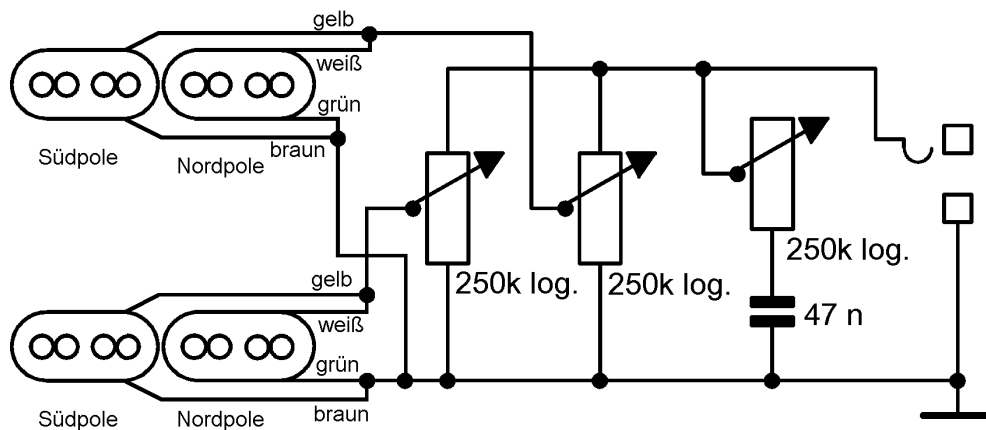 gelb
weiß
grün
braun
Südpole
Nordpole
250k log.
gelb
250k log.
250k log.
weiß
47 n
grün
braun
Südpole
Nordpole